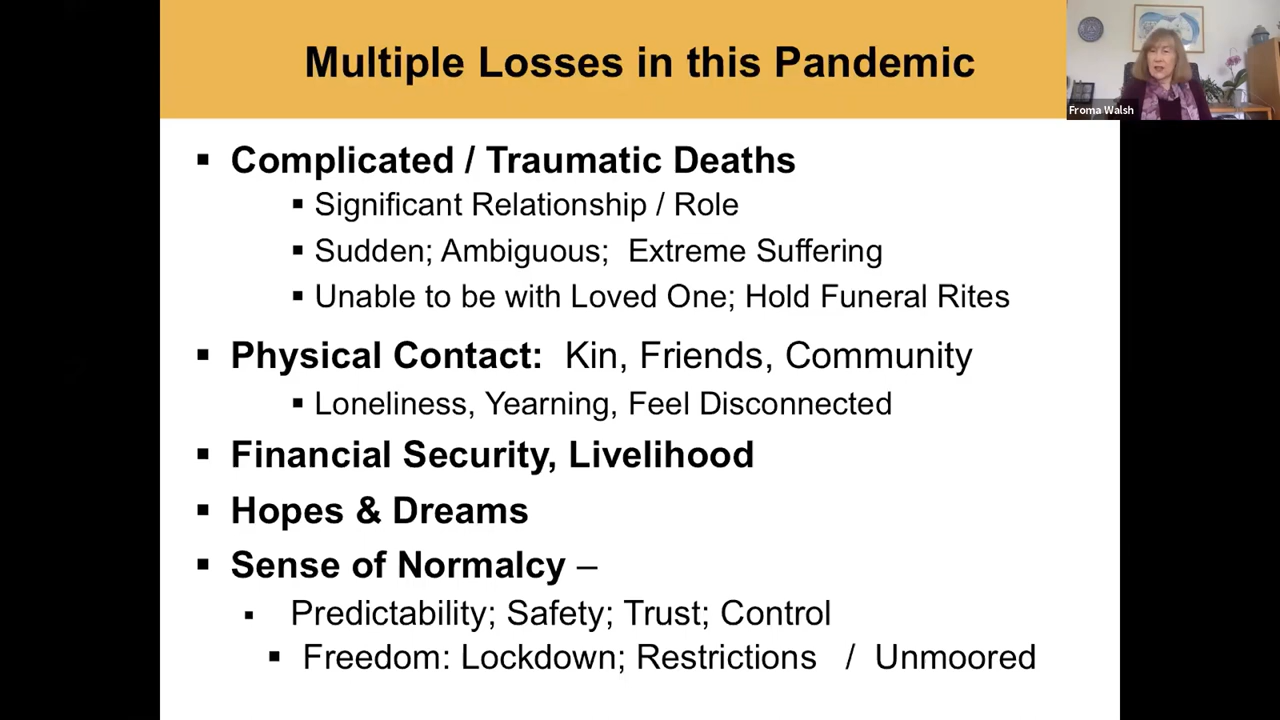 Multiple Losses in this Pandemic
Froma Walsh
▪ Complicated / Traumatic Deaths
▪ Significant Relationship / Role
▪ Sudden; Ambiguous; Extreme Suffering
▪ Unable to be with Loved One; Hold Funeral Rites
▪ Physical Contact: Kin, Friends, Community
▪ Loneliness, Yearning, Feel Disconnected
▪ Financial Security, Livelihood
▪ Hopes & Dreams
▪ Sense of Normalcy –
▪ Predictability; Safety; Trust; Control
▪ Freedom: Lockdown; Restrictions / Unmoored